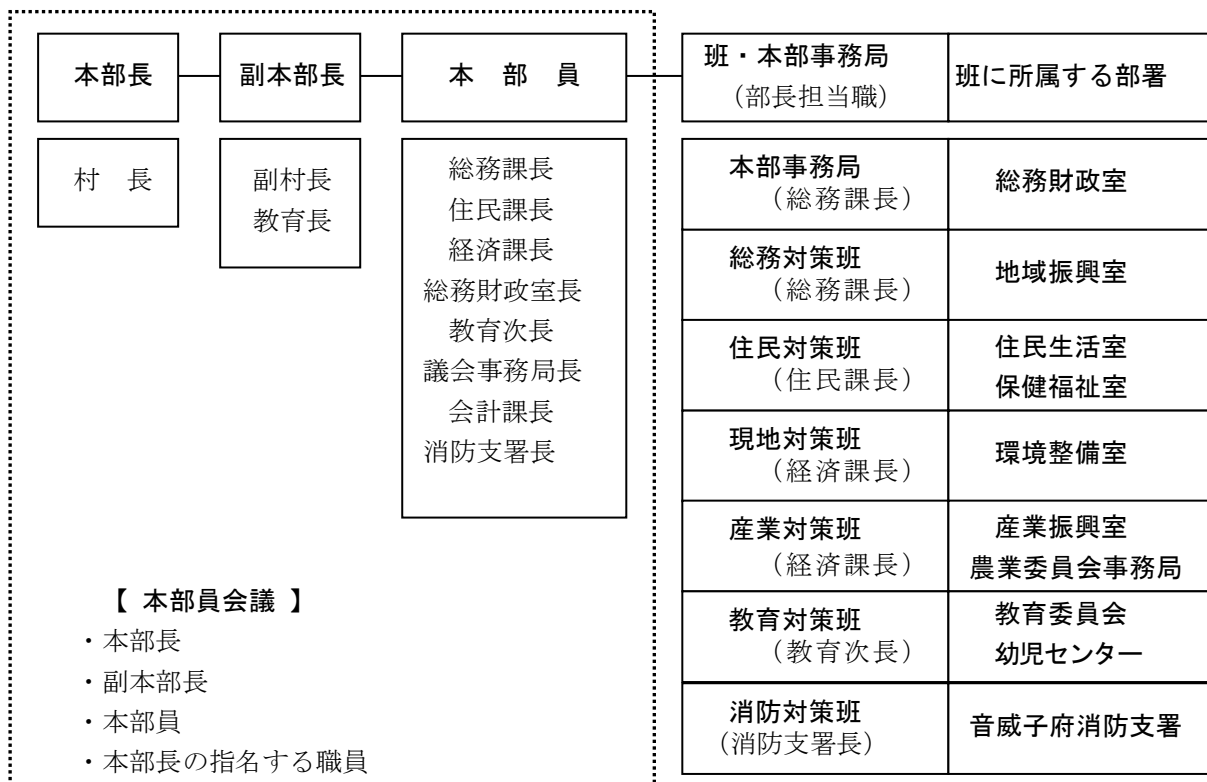 本部長
副本部長
本　部　員
班・本部事務局
（部長担当職）
班に所属する部署
村　長
副村長
教育長
総務課長
住民課長
経済課長
総務財政室長
教育次長
議会事務局長
会計課長
消防支署長
本部事務局
（総務課長）
総務財政室
総務対策班
（総務課長）
地域振興室
住民対策班
（住民課長）
住民生活室
保健福祉室
現地対策班
（経済課長）
環境整備室
産業対策班
（経済課長）
産業振興室
農業委員会事務局
教育対策班
（教育次長）
教育委員会
幼児センター
消防対策班
（消防支署長）
音威子府消防支署
【 本部員会議 】
・本部長
・副本部長
・本部員
・本部長の指名する職員